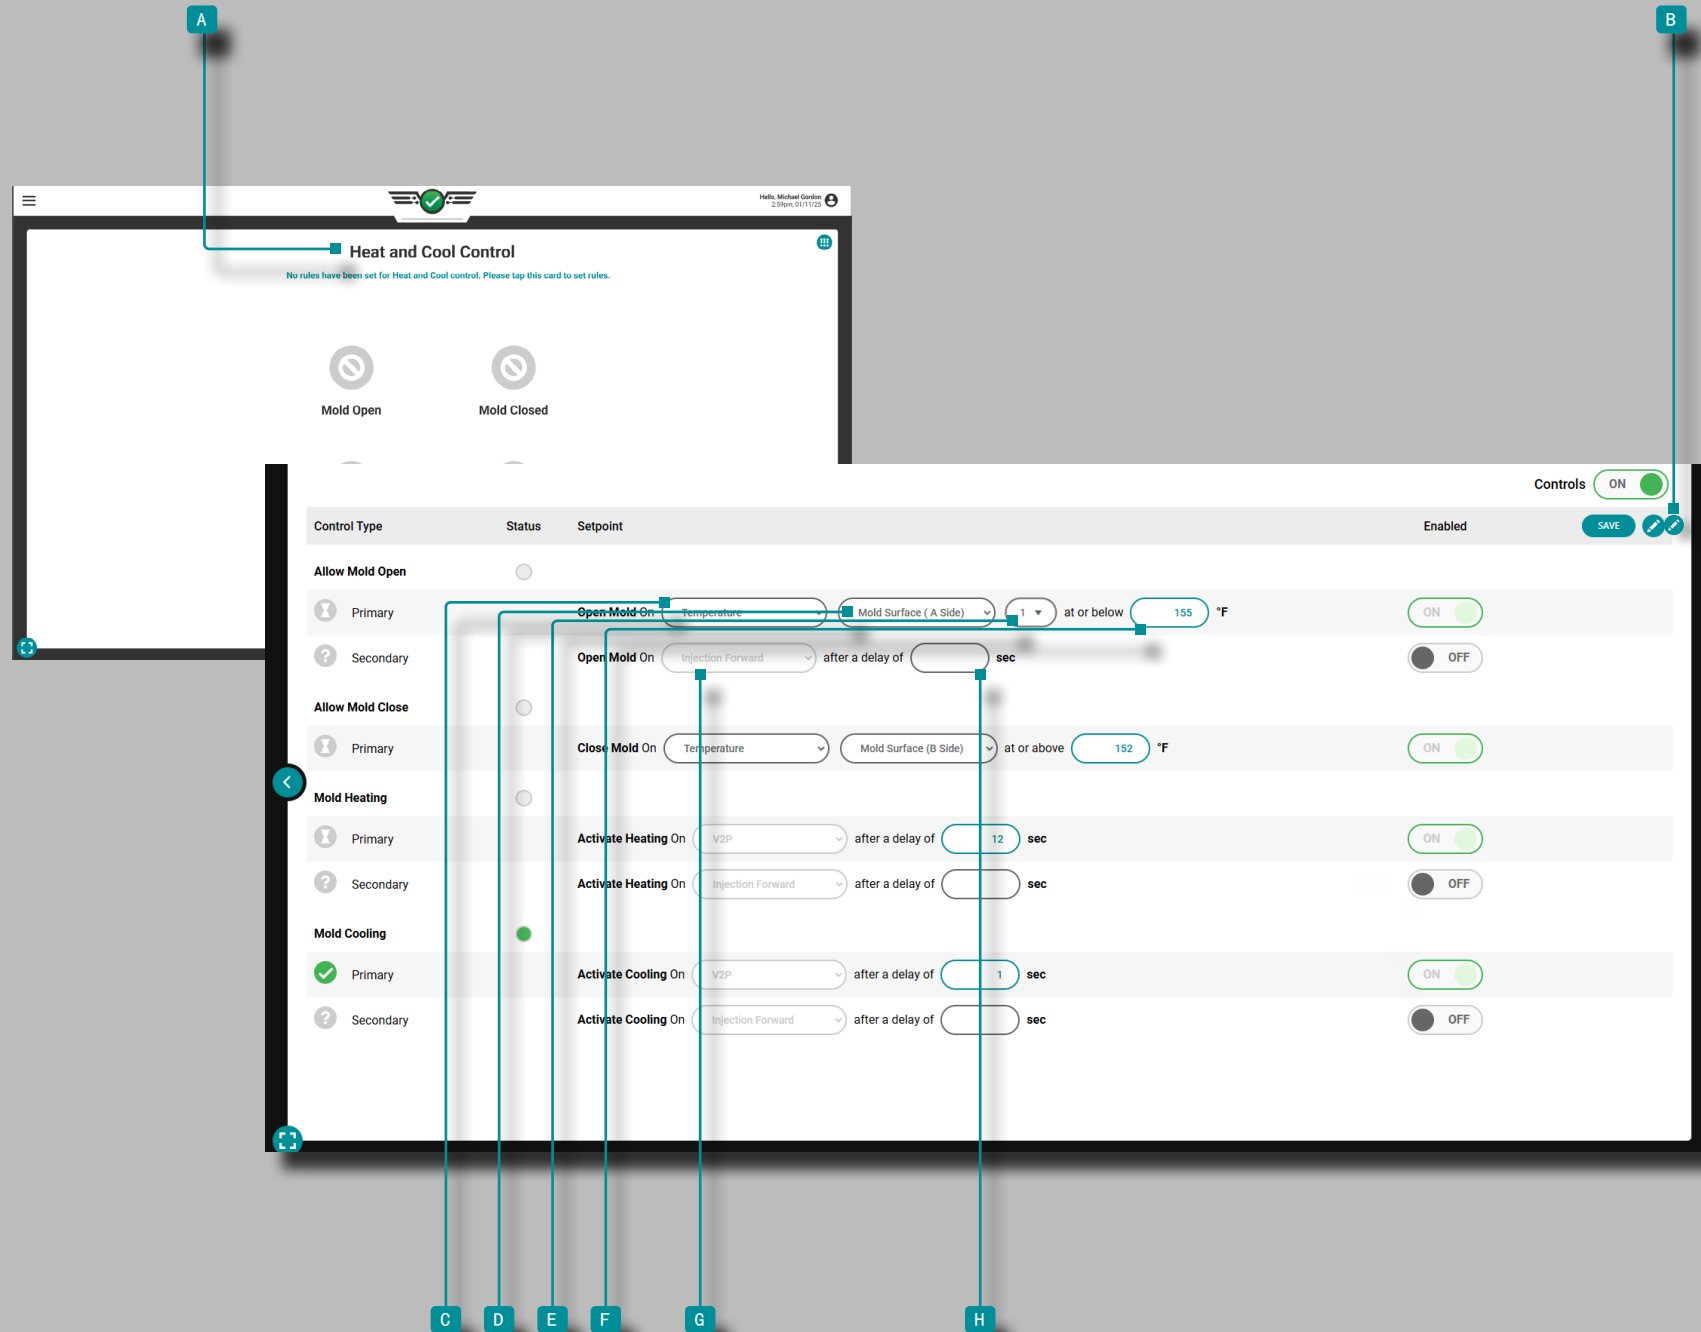 A
B
Hello, Michael Gordon
2:59pm, 01/11/25
Heat and Cool Control
No rules have been set for Heat and Cool control. Please tap this card to set rules.
Mold Open Mold Closed
Controls ON
Control Type Status Setpoint Enabled SAVE
Allow Mold Open
Primary Open Mold On Temperature Mold Surface ( A Side) 1 at or below 155 °F ON
? Secondary Open Mold On Injection Forward after a delay of sec OFF
Allow Mold Close
Primary Close Mold On Temperature Mold Surface (B Side) at or above 152 °F ON
Mold Heating
Primary Activate Heating On V2P after a delay of 12 sec ON
? Secondary Activate Heating On Injection Forward after a delay of sec OFF
Mold Cooling
Primary Activate Cooling On V2P after a delay of 1 sec ON
? Secondary Activate Cooling On Injection Forward after a delay of sec OFF
C D E F G H